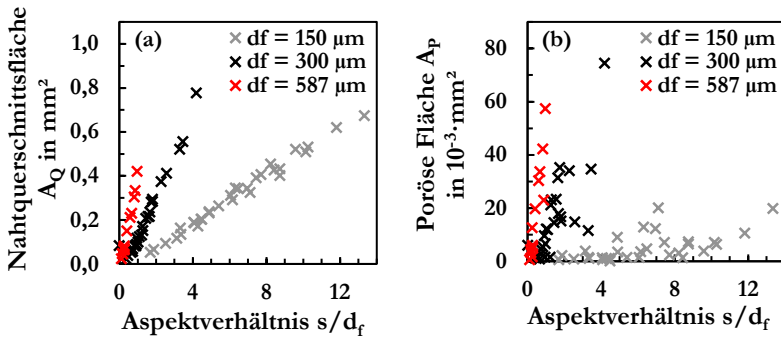 (a)
df = 150 µm
df = 300 µm
df = 587 µm
Nahtquerschnittsfläche
A_Q in mm²
1,0
0,8
0,6
0,4
0,2
0,0
0 4 8 12
Aspektverhältnis s/d_f
(b)
df = 150 µm
df = 300 µm
df = 587 µm
Poröse Fläche A_P
in 10⁻³·mm²
80
60
40
20
0
0 4 8 12
Aspektverhältnis s/d_f